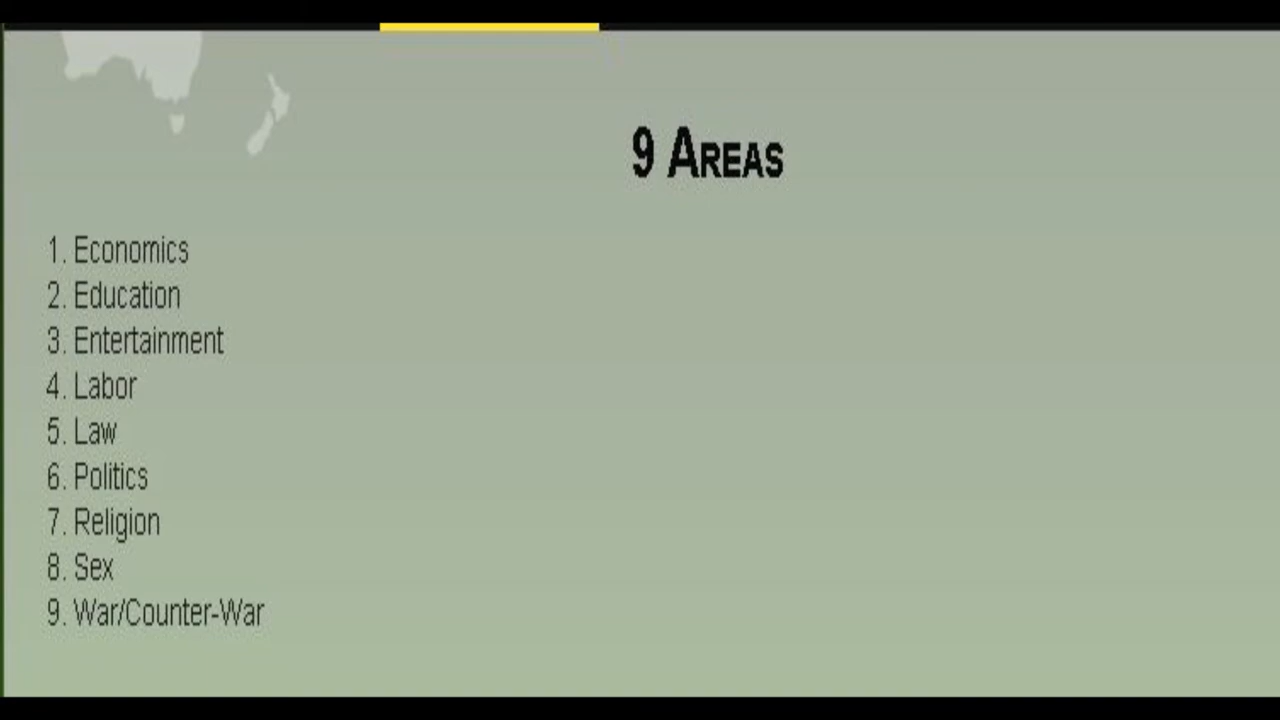 9 AREAS
1. Economics
2. Education
3. Entertainment
4. Labor
5. Law
6. Politics
7. Religion
8. Sex
9. War/Counter-War